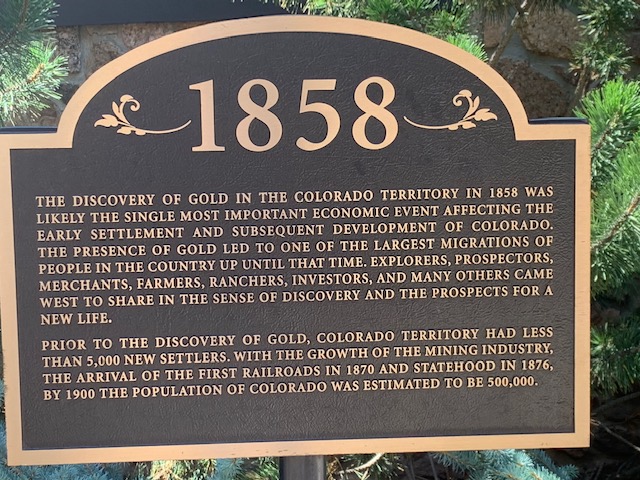 1858
THE DISCOVERY OF GOLD IN THE COLORADO TERRITORY IN 1858 WAS
LIKELY THE SINGLE MOST IMPORTANT ECONOMIC EVENT AFFECTING THE
EARLY SETTLEMENT AND SUBSEQUENT DEVELOPMENT OF COLORADO.
THE PRESENCE OF GOLD LED TO ONE OF THE LARGEST MIGRATIONS OF
PEOPLE IN THE COUNTRY UP UNTIL THAT TIME. EXPLORERS, PROSPECTORS,
MERCHANTS, FARMERS, RANCHERS, INVESTORS, AND MANY OTHERS CAME
WEST TO SHARE IN THE SENSE OF DISCOVERY AND THE PROSPECTS FOR A
NEW LIFE.
PRIOR TO THE DISCOVERY OF GOLD, COLORADO TERRITORY HAD LESS
THAN 5,000 NEW SETTLERS. WITH THE GROWTH OF THE MINING INDUSTRY,
THE ARRIVAL OF THE FIRST RAILROADS IN 1870 AND STATEHOOD IN 1876,
BY 1900 THE POPULATION OF COLORADO WAS ESTIMATED TO BE 500,000.